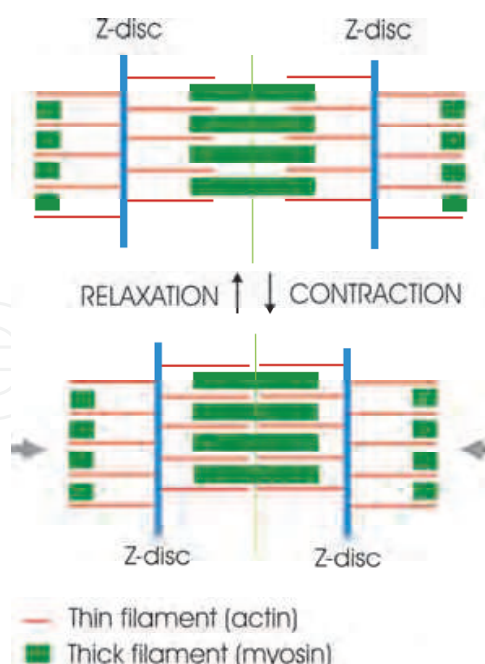 Z-disc Z-disc
RELAXATION CONTRACTION
Z-disc Z-disc
Thin filament (actin)
Thick filament (myosin)